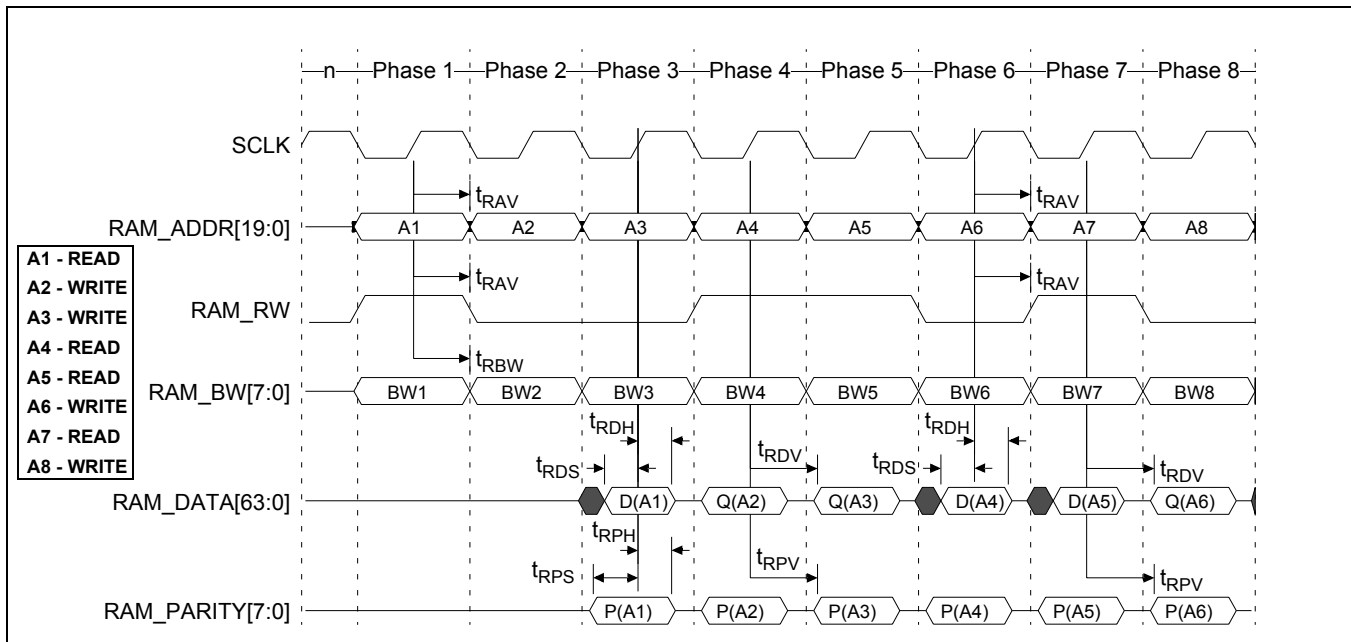 n Phase 1 Phase 2 Phase 3 Phase 4 Phase 5 Phase 6 Phase 7 Phase 8
SCLK
tRAV tRAV
RAM_ADDR[19:0] A1 A2 A3 A4 A5 A6 A7 A8
A1 - READ
A2 - WRITE
A3 - WRITE
A4 - READ
A5 - READ
A6 - WRITE
A7 - READ
A8 - WRITE
tRAV tRAV
RAM_RW
tRBW
RAM_BW[7:0] BW1 BW2 BW3 BW4 BW5 BW6 BW7 BW8
tRDH tRDH
tRDS tRDV tRDS tRDV
RAM_DATA[63:0] D(A1) Q(A2) Q(A3) D(A4) D(A5) Q(A6)
tRPH
tRPS tRPV tRPV
RAM_PARITY[7:0] P(A1) P(A2) P(A3) P(A4) P(A5) P(A6)